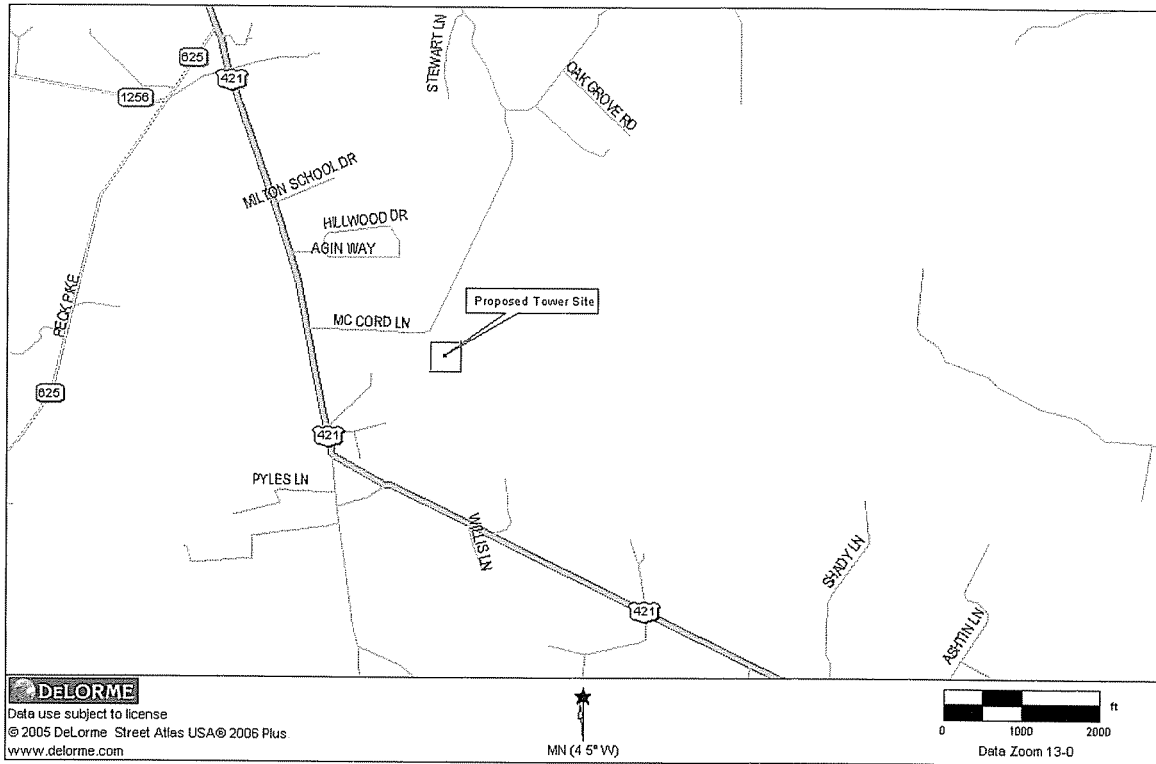 STEWART LN
625
421
OAK GROVE RD
1256
MILTON SCHOOL DR
HILLWOOD DR
AGIN WAY
PECK PIKE
Proposed Tower Site
MC CORD LN
625
421
PYLES LN
WILLIS LN
SHADY LN
421
ASHTIN LN
DELORME
Data use subject to license
© 2005 DeLorme Street Atlas USA® 2006 Plus.
www.delorme.com
MN (4 5° W)
ft
0 1000 2000
Data Zoom 13-0